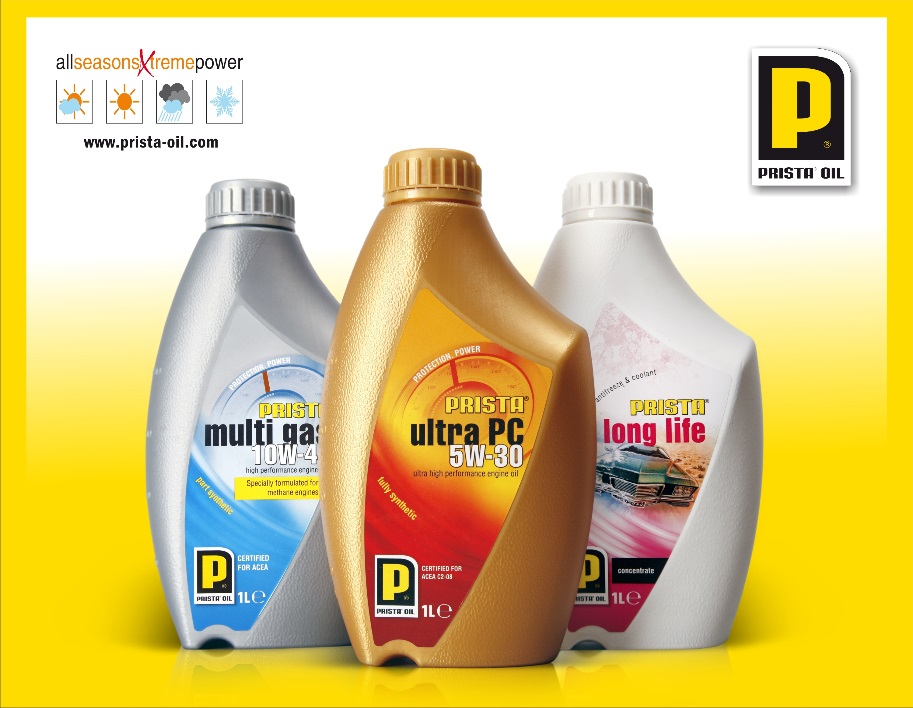 allseasonsXtremepower
www.prista-oil.com
P
®
PRISTA OIL
PROTECTION, POWER
multi
10W-4
high performance engine
Specially formulated for
methane engines
part synthetic
CERTIFIED
FOR ACEA
P
PRISTA OIL
1L℮
PROTECTION, POWER
PRISTA®
ultra PC
5W-30
ultra high performance engine oil
fully synthetic
CERTIFIED FOR
ACEA C2-08
P
PRISTA OIL
1L℮
antifreeze & coolant
PRISTA®
long life
concentrate
PRISTA OIL
1L℮